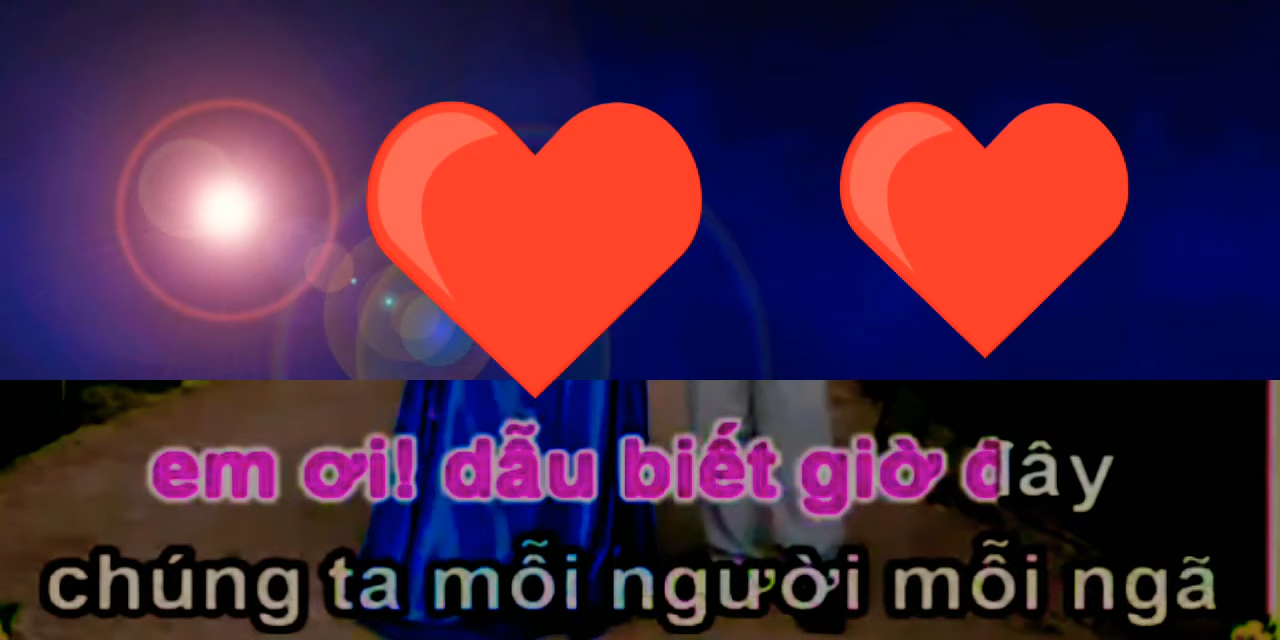 em ơi! dẫu biết giờ đây
chúng ta mỗi người mỗi ngã